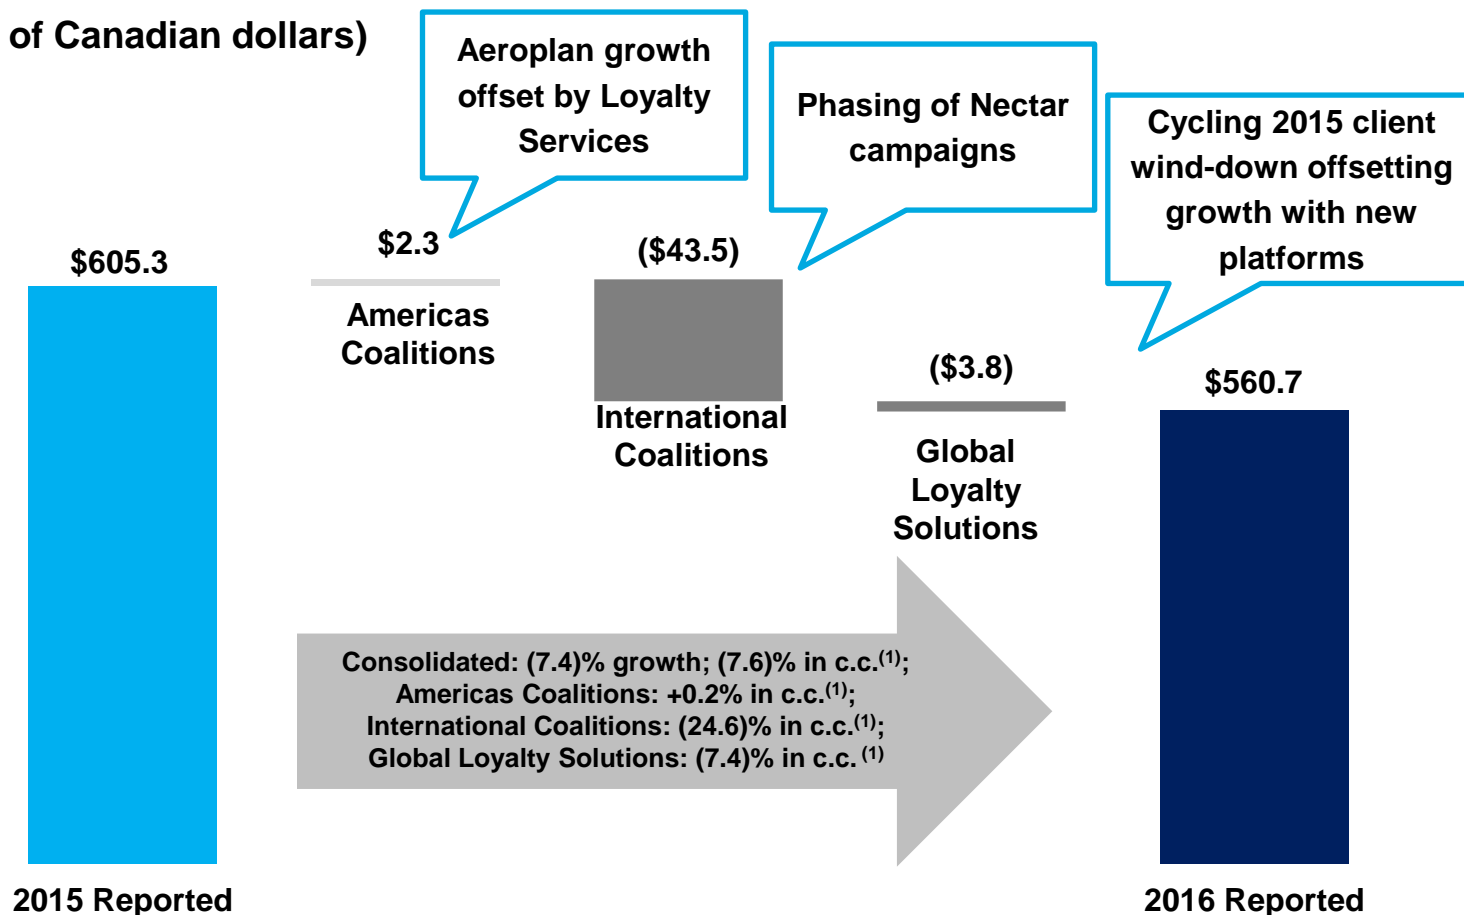 of Canadian dollars)
Aeroplan growth
offset by Loyalty
Services
Phasing of Nectar
campaigns
Cycling 2015 client
wind-down offsetting
growth with new
platforms
$605.3
$2.3
Americas
Coalitions
($43.5)
International
Coalitions
($3.8)
Global
Loyalty
Solutions
$560.7
Consolidated: (7.4)% growth; (7.6)% in c.c.(1);
Americas Coalitions: +0.2% in c.c.(1);
International Coalitions: (24.6)% in c.c.(1);
Global Loyalty Solutions: (7.4)% in c.c. (1)
2015 Reported
2016 Reported